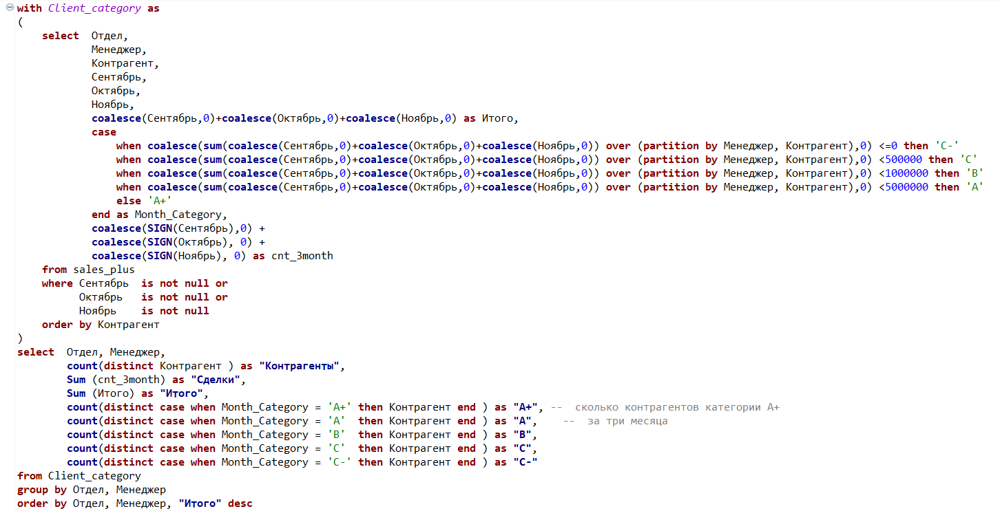 with Client_category as
(
select Отдел,
Менеджер,
Контрагент,
Сентябрь,
Октябрь,
Ноябрь,
coalesce(Сентябрь,0)+coalesce(Октябрь,0)+coalesce(Ноябрь,0) as Итого,
case
when coalesce(sum(coalesce(Сентябрь,0)+coalesce(Октябрь,0)+coalesce(Ноябрь,0)) over (partition by Менеджер, Контрагент),0) <=0 then 'C-'
when coalesce(sum(coalesce(Сентябрь,0)+coalesce(Октябрь,0)+coalesce(Ноябрь,0)) over (partition by Менеджер, Контрагент),0) <500000 then 'C'
when coalesce(sum(coalesce(Сентябрь,0)+coalesce(Октябрь,0)+coalesce(Ноябрь,0)) over (partition by Менеджер, Контрагент),0) <1000000 then 'B'
when coalesce(sum(coalesce(Сентябрь,0)+coalesce(Октябрь,0)+coalesce(Ноябрь,0)) over (partition by Менеджер, Контрагент),0) <5000000 then 'A'
else 'A+'
end as Month_Category,
coalesce(SIGN(Сентябрь),0) +
coalesce(SIGN(Октябрь), 0) +
coalesce(SIGN(Ноябрь), 0) as cnt_3month
from sales_plus
where Сентябрь is not null or
Октябрь is not null or
Ноябрь is not null
order by Контрагент
)
select Отдел, Менеджер,
count(distinct Контрагент ) as "Контрагенты",
Sum (cnt_3month) as "Сделки",
Sum (Итого) as "Итого",
count(distinct case when Month_Category = 'A+' then Контрагент end ) as "A+", -- сколько контрагентов категории А+
count(distinct case when Month_Category = 'A' then Контрагент end ) as "A", -- за три месяца
count(distinct case when Month_Category = 'B' then Контрагент end ) as "B",
count(distinct case when Month_Category = 'C' then Контрагент end ) as "C",
count(distinct case when Month_Category = 'C-' then Контрагент end ) as "C-"
from Client_category
group by Отдел, Менеджер
order by Отдел, Менеджер, "Итого" desc